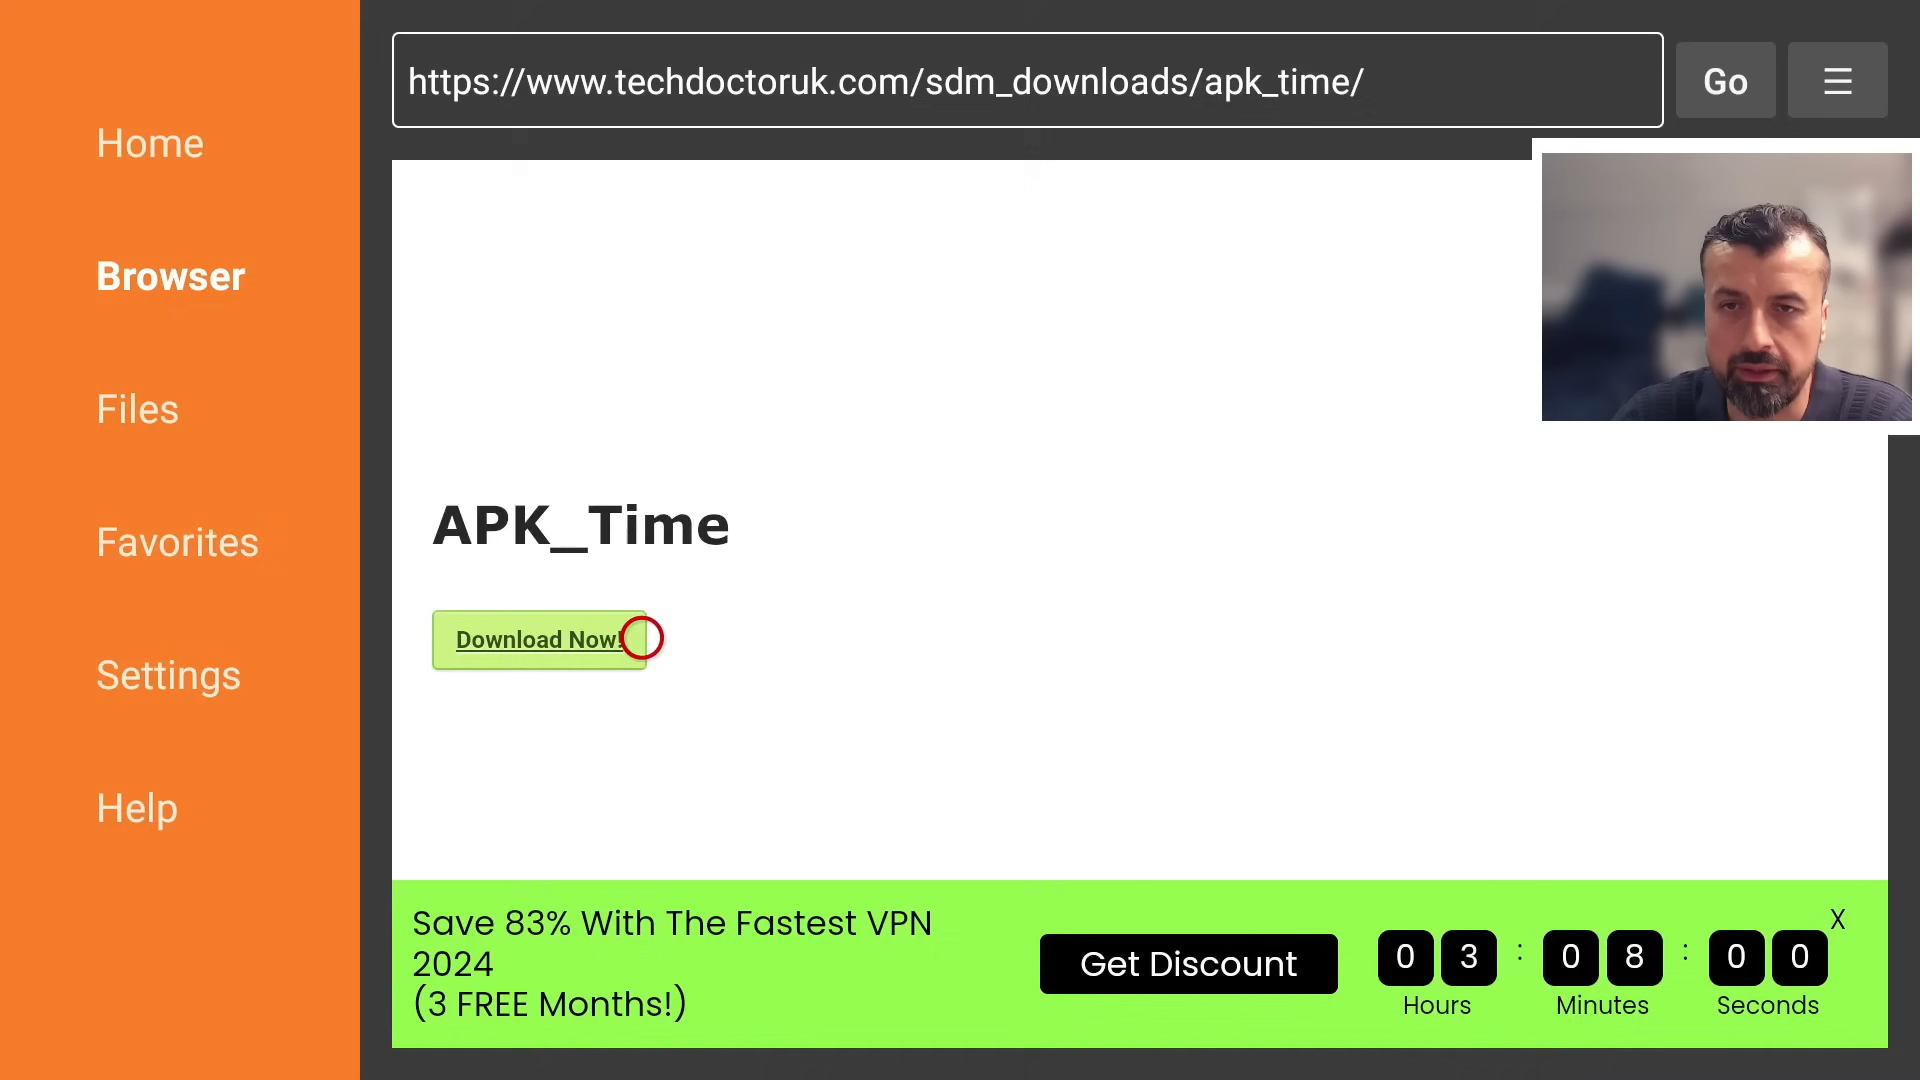 https://www.techdoctoruk.com/sdm_downloads/apk_time/
Go
Home
Browser
Files
Favorites
Settings
Help
APK_Time
Download Now!
Save 83% With The Fastest VPN
2024
(3 FREE Months!)
Get Discount
0 3 : 0 8 : 0 0
Hours Minutes Seconds
X